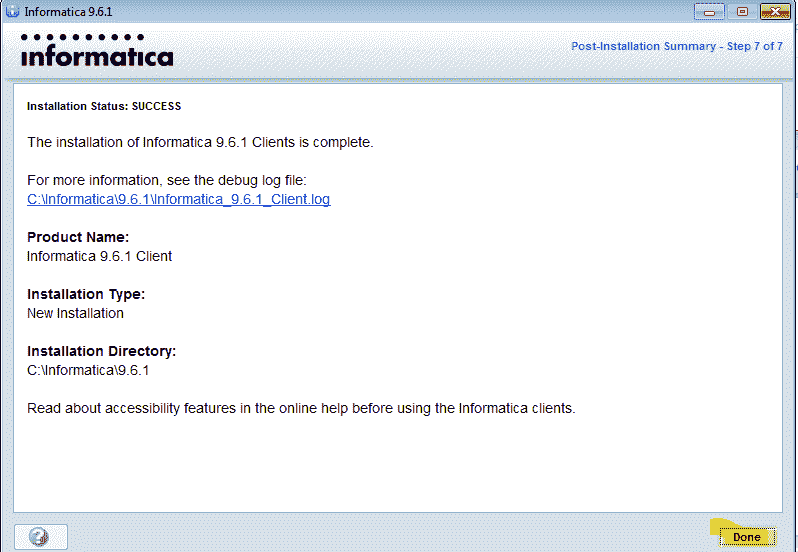 Informatica 9.6.1
informatica
Post-Installation Summary - Step 7 of 7
Installation Status: SUCCESS
The installation of Informatica 9.6.1 Clients is complete.
For more information, see the debug log file:
C:\Informatica\9.6.1\Informatica_9.6.1_Client.log
Product Name:
Informatica 9.6.1 Client
Installation Type:
New Installation
Installation Directory:
C:\Informatica\9.6.1
Read about accessibility features in the online help before using the Informatica clients.
Done